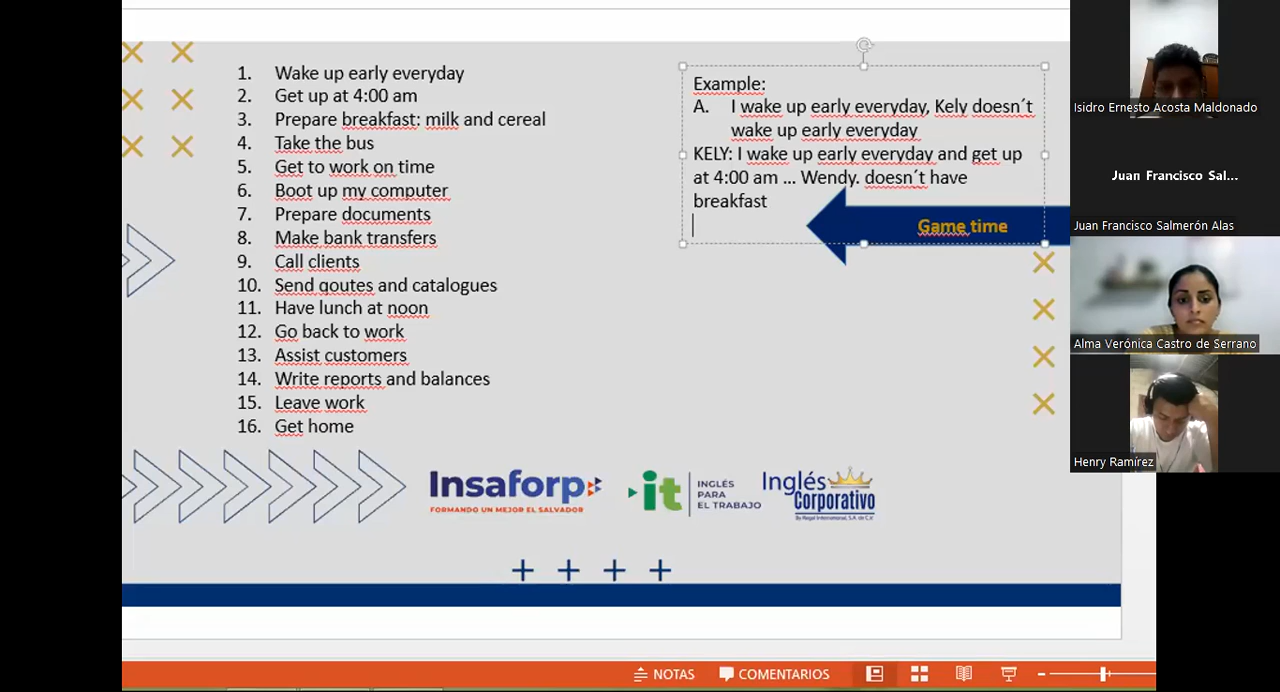 1. Wake up early everyday
2. Get up at 4:00 am
3. Prepare breakfast: milk and cereal
4. Take the bus
5. Get to work on time
6. Boot up my computer
7. Prepare documents
8. Make bank transfers
9. Call clients
10. Send qoutes and catalogues
11. Have lunch at noon
12. Go back to work
13. Assist customers
14. Write reports and balances
15. Leave work
16. Get home
Example:
A. I wake up early everyday, Kely doesn´t
wake up early everyday
KELY: I wake up early everyday and get up
at 4:00 am ... Wendy. doesn´t have
breakfast
Game time
Insaforp
FORMANDO UN MEJOR EL SALVADOR
it
INGLÉS
PARA
EL TRABAJO
Inglés
Corporativo
By Regal International, S.A. de C.V.
NOTAS
COMENTARIOS
Isidro Ernesto Acosta Maldonado
Juan Francisco Sal...
Juan Francisco Salmerón Alas
Alma Verónica Castro de Serrano
Henry Ramírez